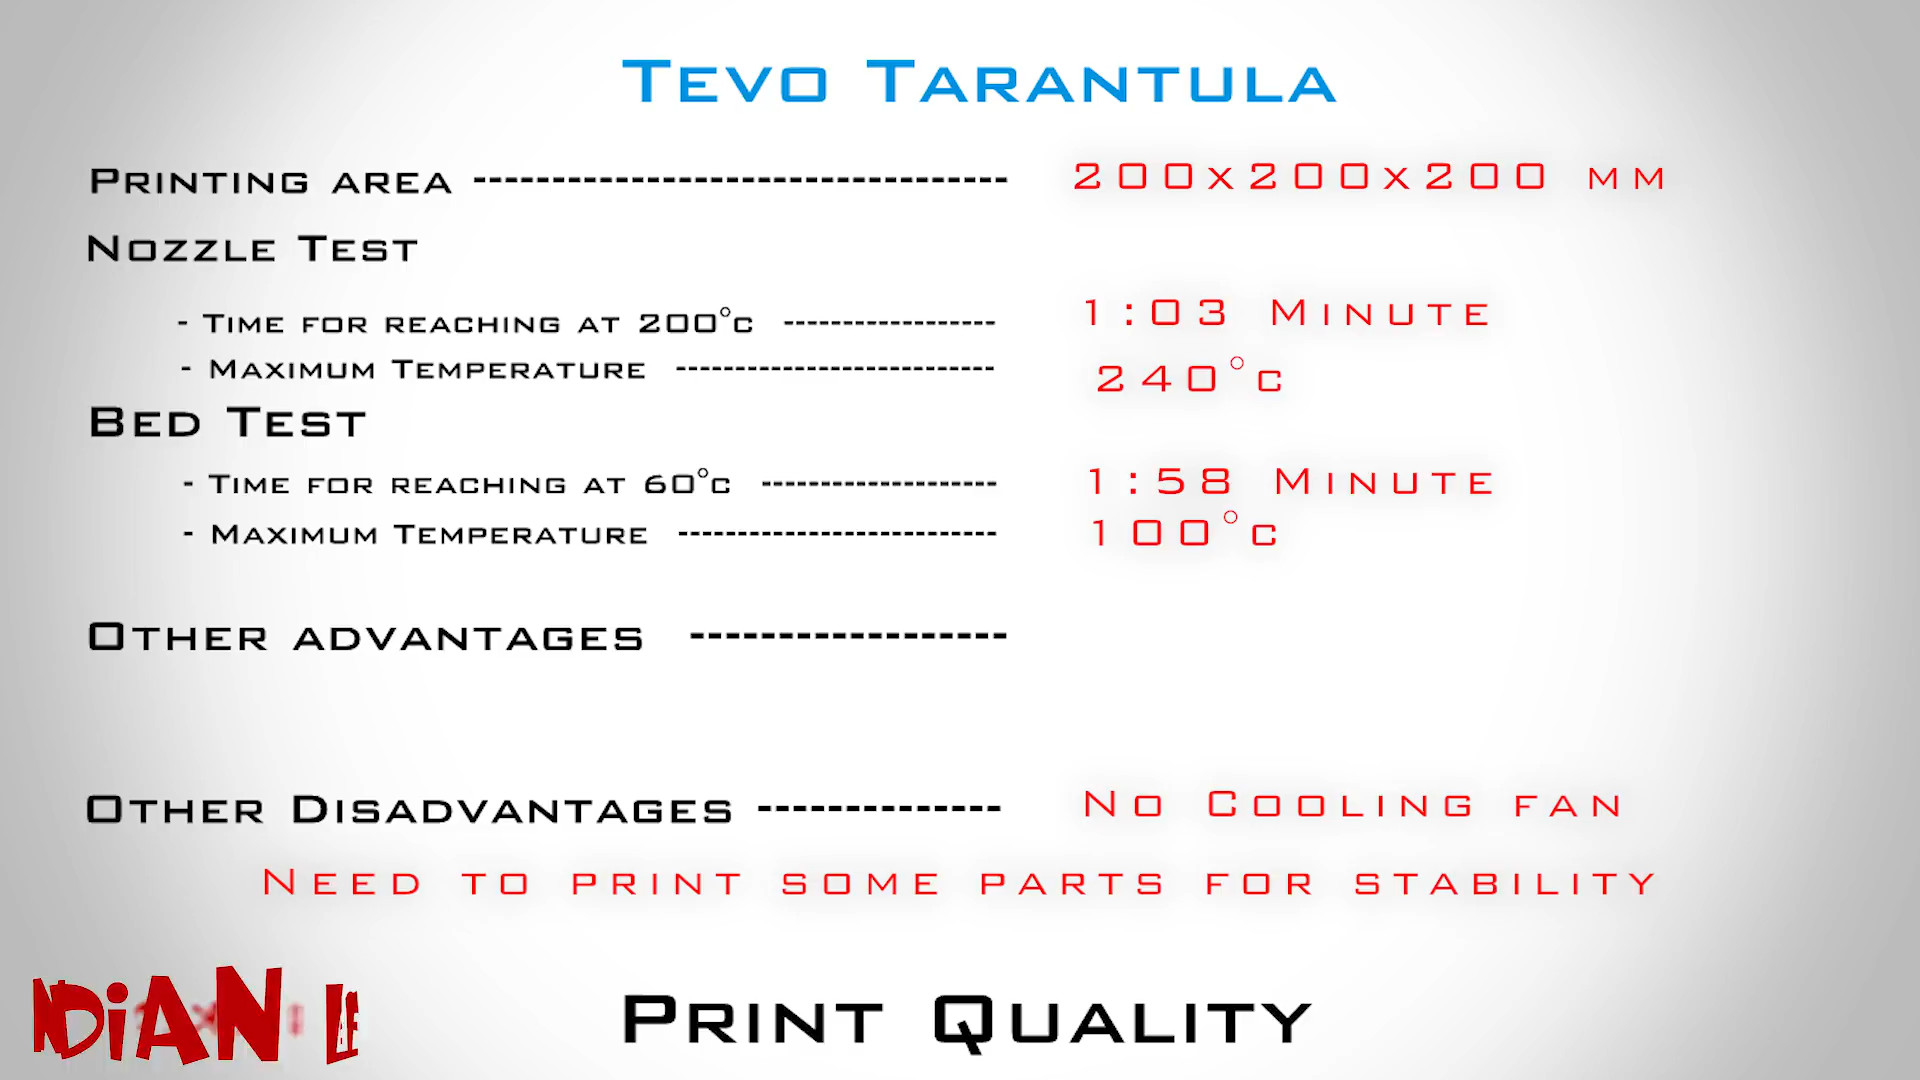 Tevo Tarantula
Printing area ---------------------------------- 200x200x200 mm
Nozzle Test
- Time for reaching at 200°c ------------------ 1:03 Minute
- Maximum Temperature --------------------------- 240°c
Bed Test
- Time for reaching at 60°c -------------------- 1:58 Minute
- Maximum Temperature --------------------------- 100°c
Other advantages ------------------
Other Disadvantages -------------- No Cooling fan
Need to print some parts for stability
Print Quality